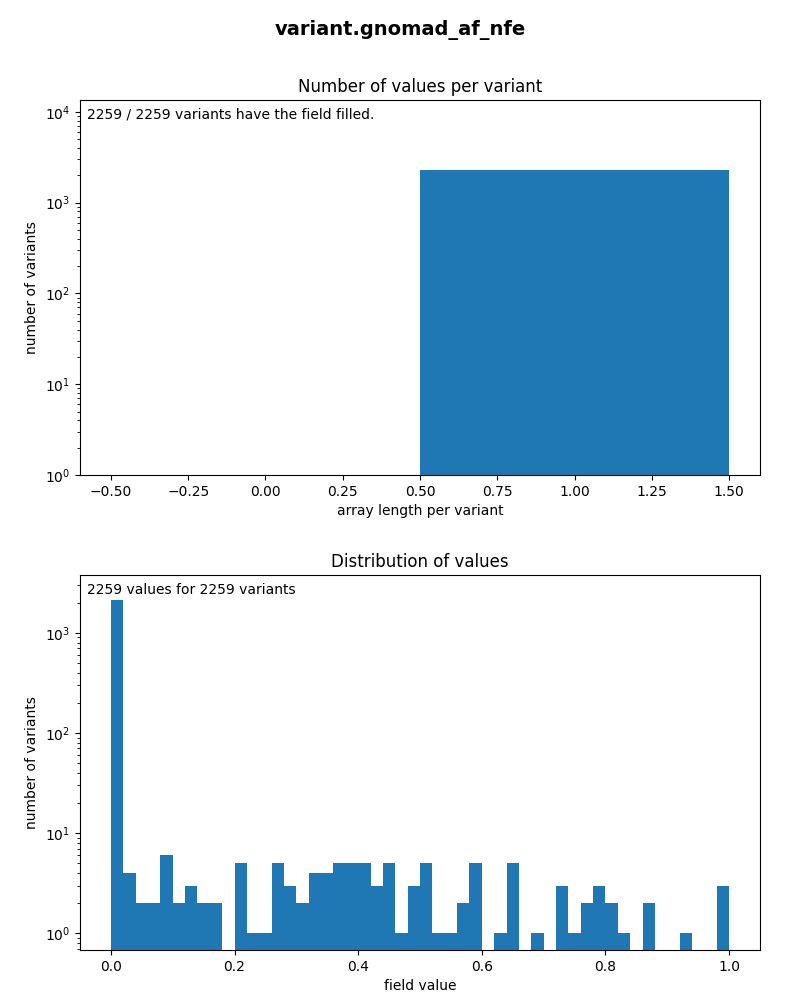 variant.gnomad_af_nfe
Number of values per variant
2259 / 2259 variants have the field filled.
10⁴
10³
10²
10¹
10⁰
number of variants
−0.50
−0.25
0.00
0.25
0.50
0.75
1.00
1.25
1.50
array length per variant
Distribution of values
2259 values for 2259 variants
10³
10²
10¹
10⁰
number of variants
0.0
0.2
0.4
0.6
0.8
1.0
field value